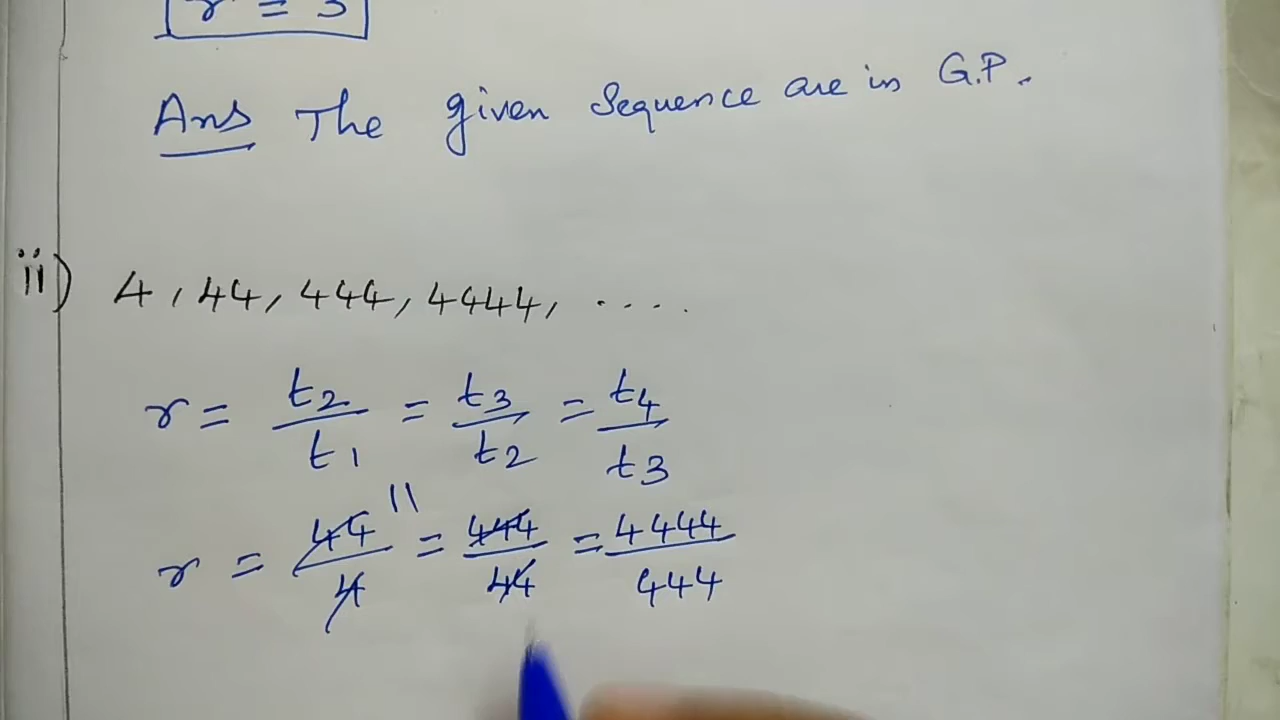 r = 3
Ans The given sequence are in G.P.
ii) 4, 44, 444, 4444, ....
r = t2/t1 = t3/t2 = t4/t3
r = 44/4 11 = 444/44 = 4444/444